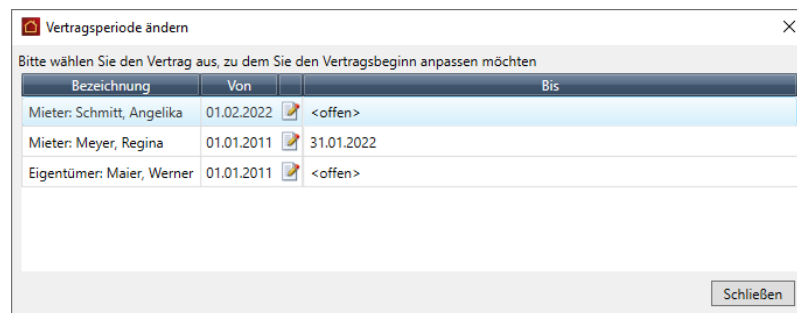 Vertragsperiode ändern
Bitte wählen Sie den Vertrag aus, zu dem Sie den Vertragsbeginn anpassen möchten
Bezeichnung Von Bis
Mieter: Schmitt, Angelika 01.02.2022 <offen>
Mieter: Meyer, Regina 01.01.2011 31.01.2022
Eigentümer: Maier, Werner 01.01.2011 <offen>
Schließen